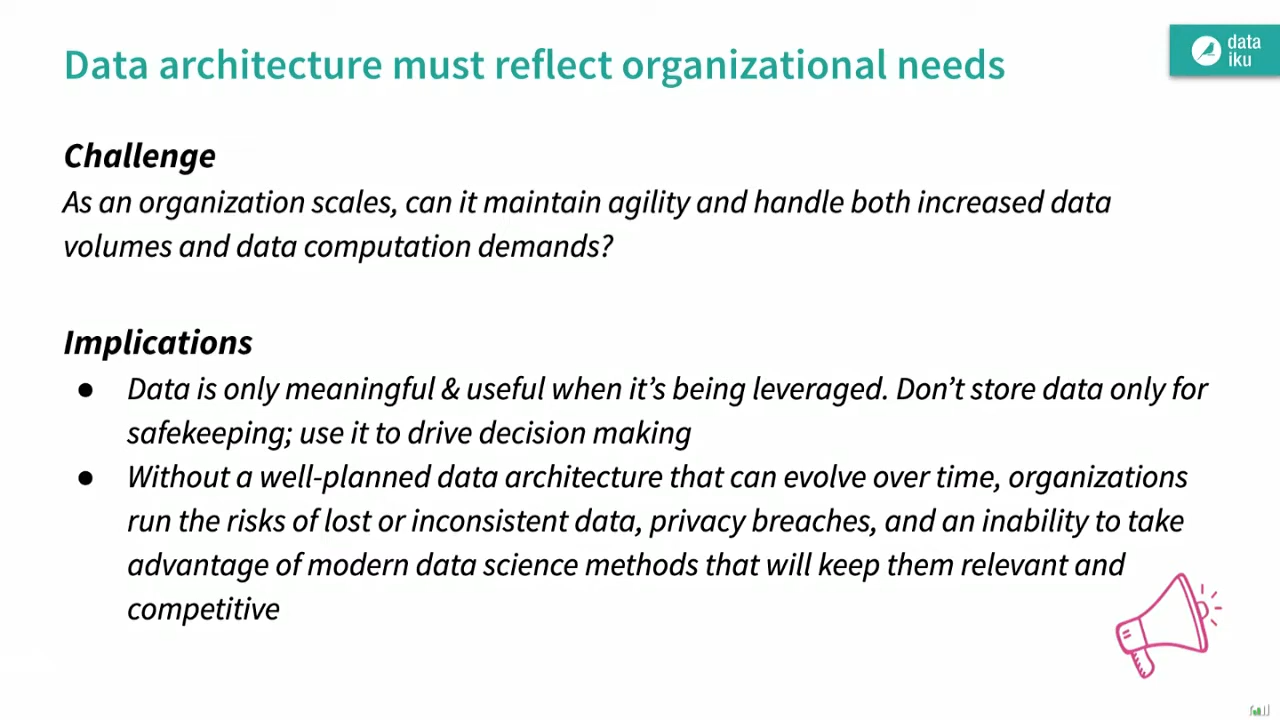 Data architecture must reflect organizational needs
data
iku
Challenge
As an organization scales, can it maintain agility and handle both increased data
volumes and data computation demands?
Implications
● Data is only meaningful & useful when it’s being leveraged. Don’t store data only for
safekeeping; use it to drive decision making
● Without a well-planned data architecture that can evolve over time, organizations
run the risks of lost or inconsistent data, privacy breaches, and an inability to take
advantage of modern data science methods that will keep them relevant and
competitive